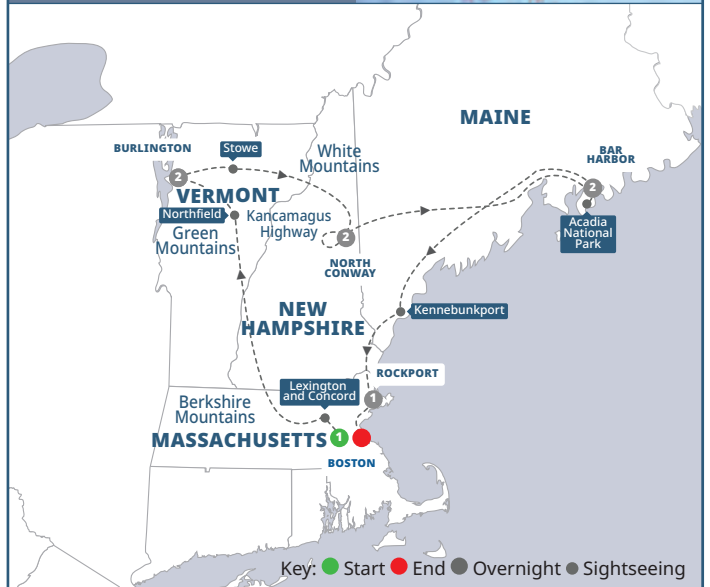 MAINE
BURLINGTON
Stowe
White
Mountains
BAR
HARBOR
2
2
VERMONT
Northfield
Kancamagus
Highway
Green
Mountains
2
NORTH
CONWAY
Acadia
National
Park
NEW
HAMPSHIRE
Kennebunkport
ROCKPORT
Lexington
and Concord
1
Berkshire
Mountains
MASSACHUSETTS
1
BOSTON
Key: Start End Overnight Sightseeing